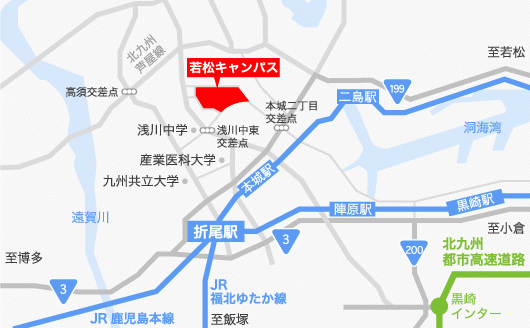 北九州
芦屋線
若松キャンパス
至若松
高須交差点
199
二島駅
本城二丁目
交差点
洞海湾
浅川中学
浅川中東
交差点
産業医科大学
本城駅
九州共立大学
黒崎駅
陣原駅
遠賀川
折尾駅
至小倉
3
200
北九州
都市高速道路
至博多
3
JR
福北ゆたか線
黒崎
インター
JR 鹿児島本線
至飯塚